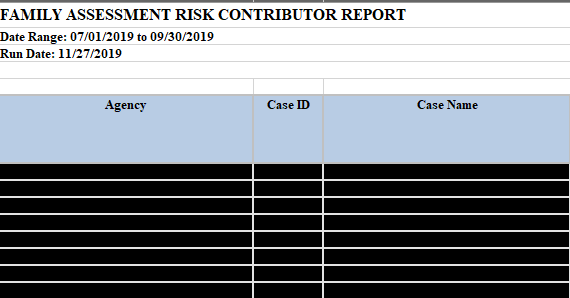 FAMILY ASSESSMENT RISK CONTRIBUTOR REPORT
Date Range: 07/01/2019 to 09/30/2019
Run Date: 11/27/2019
Agency Case ID Case Name